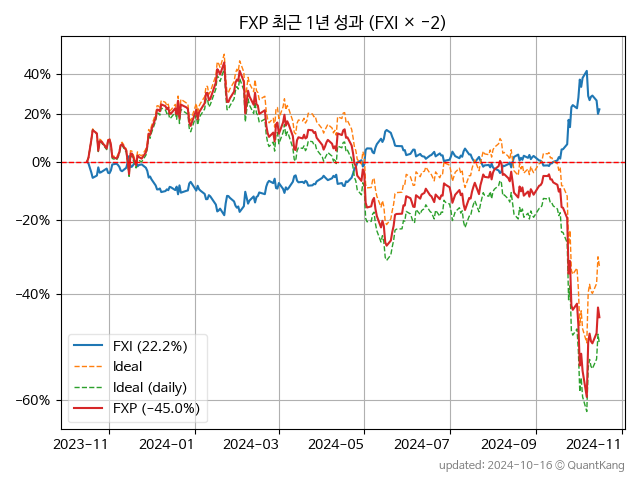 FXP 최근 1년 성과 (FXI × −2)
40%
20%
0%
−20%
−40%
−60%
FXI (22.2%)
Ideal
Ideal (daily)
FXP (−45.0%)
2023−11
2024−01
2024−03
2024−05
2024−07
2024−09
2024−11
updated: 2024-10-16 © QuantKang